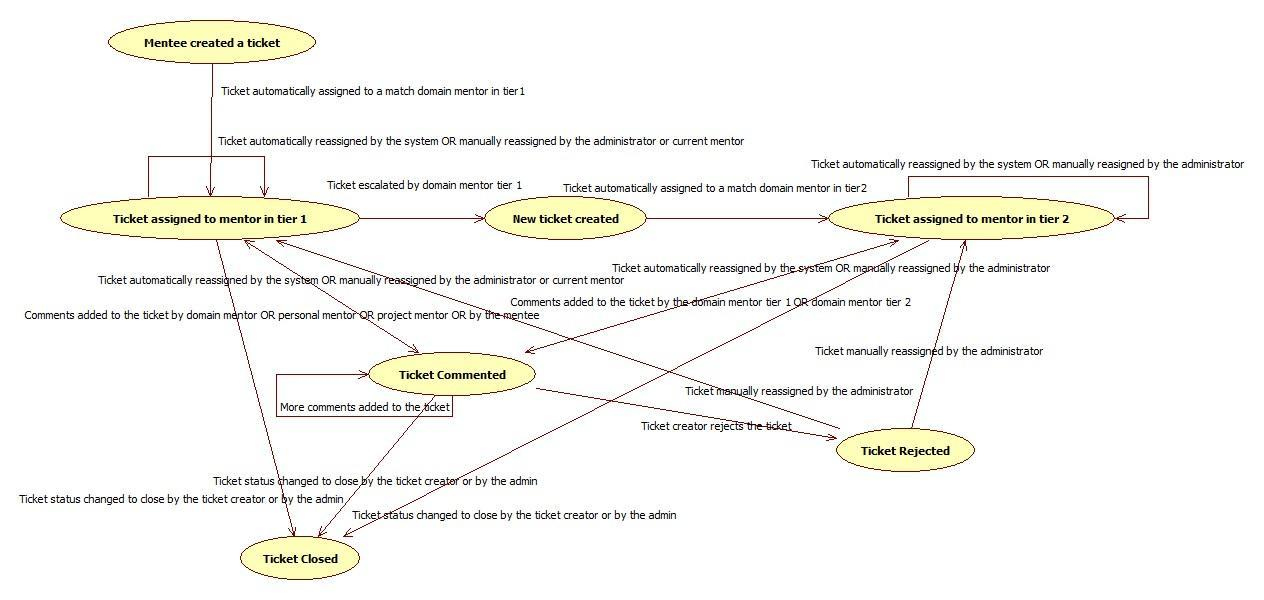 Mentee created a ticket
Ticket automatically assigned to a match domain mentor in tier1
Ticket automatically reassigned by the system OR manually reassigned by the administrator or current mentor
Ticket automatically reassigned by the system OR manually reasigned by the administrator
Ticket escalated by domain mentor tier 1
Ticket automatically assigned to a match domain mentor in tier2
Ticket assigned to mentor in tier 1
New ticket created
Ticket assigned to mentor in tier 2
Ticket automatically reassigned by the system OR manually reassigned by the administrator
Ticket automatically reassigned by the system OR manually reassigned by the administrator or current mentor
Comments added to the ticket by the domain mentor tier 1 OR domain mentor tier 2
Comments added to the ticket by domain mentor OR personal mentor OR project mentor OR by the mentee
Ticket manually reassigned by the administrator
Ticket Commented
Ticket manually reassigned by the administrator
More comments added to the ticket
Ticket creator rejects the ticket
Ticket Rejected
Ticket status changed to close by the ticket creator or by the admin
Ticket status changed to close by the ticket creator or by the admin
Ticket status changed to close by the ticket creator or by the admin
Ticket Closed